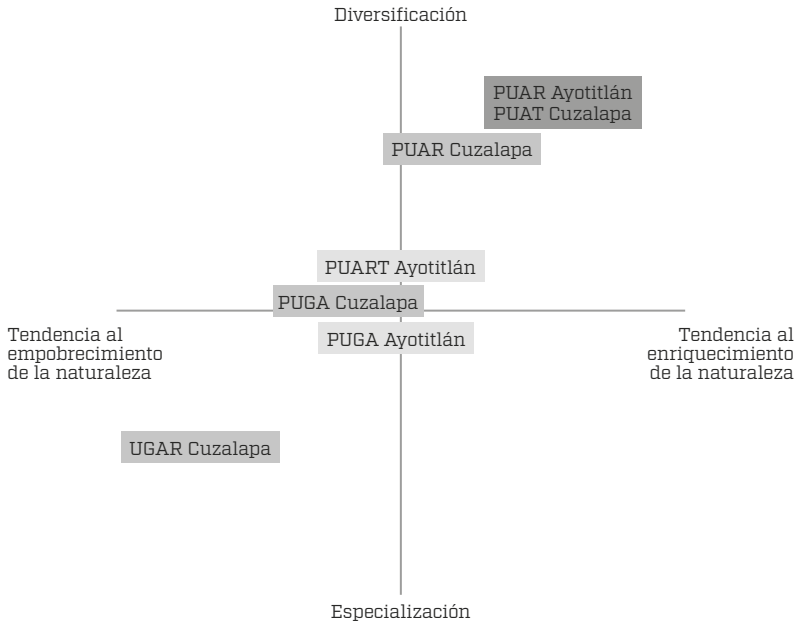 Diversificación
PUAR Ayotitlán
PUAT Cuzalapa
PUAR Cuzalapa
PUART Ayotitlán
PUGA Cuzalapa
PUGA Ayotitlán
Tendencia al
empobrecimiento
de la naturaleza
Tendencia al
enriquecimiento
de la naturaleza
UGAR Cuzalapa
Especialización